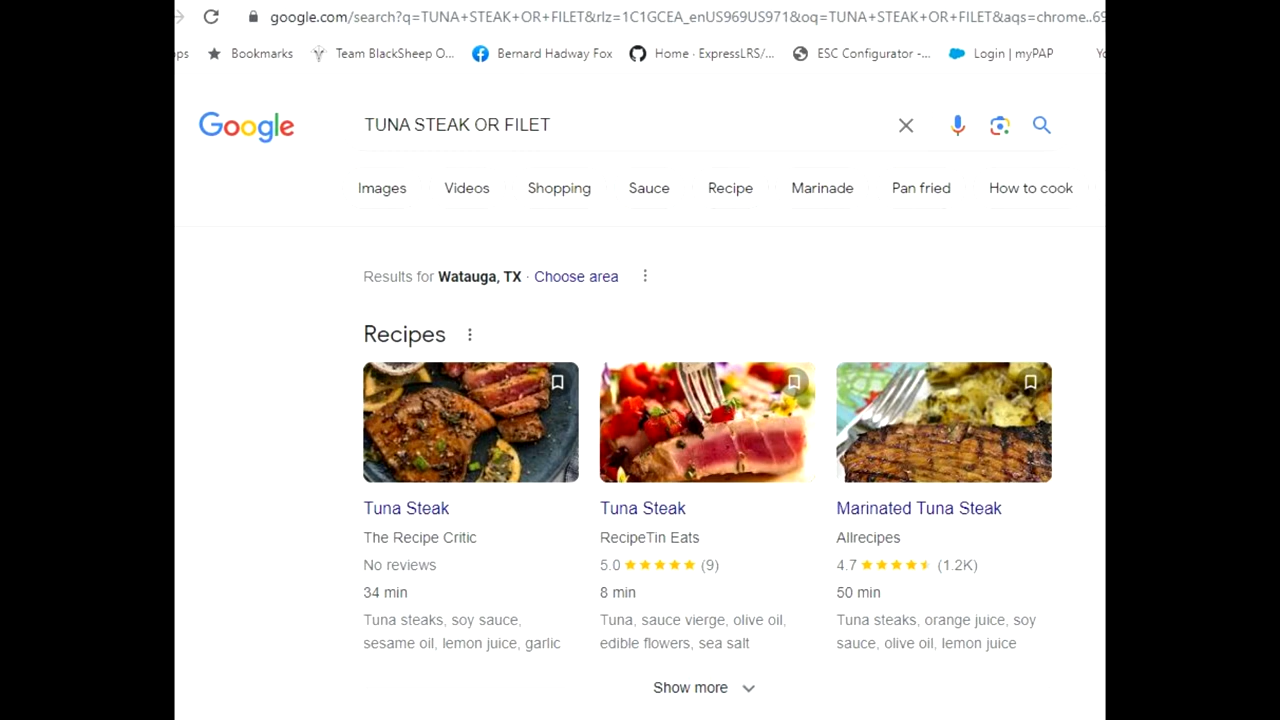 google.com/search?q=TUNA+STEAK+OR+FILET&rlz=1C1GCEA_enUS969US971&oq=TUNA+STEAK+OR+FILET&aqs=chrome..69
Bookmarks Team BlackSheep O... Bernard Hadway Fox Home · ExpressLRS/... ESC Configurator -... Login | myPAP
Google TUNA STEAK OR FILET
Images Videos Shopping Sauce Recipe Marinade Pan fried How to cook
Results for Watauga, TX · Choose area
Recipes
Tuna Steak Tuna Steak Marinated Tuna Steak
The Recipe Critic RecipeTin Eats Allrecipes
No reviews 5.0 (9) 4.7 (1.2K)
34 min 8 min 50 min
Tuna steaks, soy sauce, Tuna, sauce vierge, olive oil, Tuna steaks, orange juice, soy
sesame oil, lemon juice, garlic edible flowers, sea salt sauce, olive oil, lemon juice
Show more